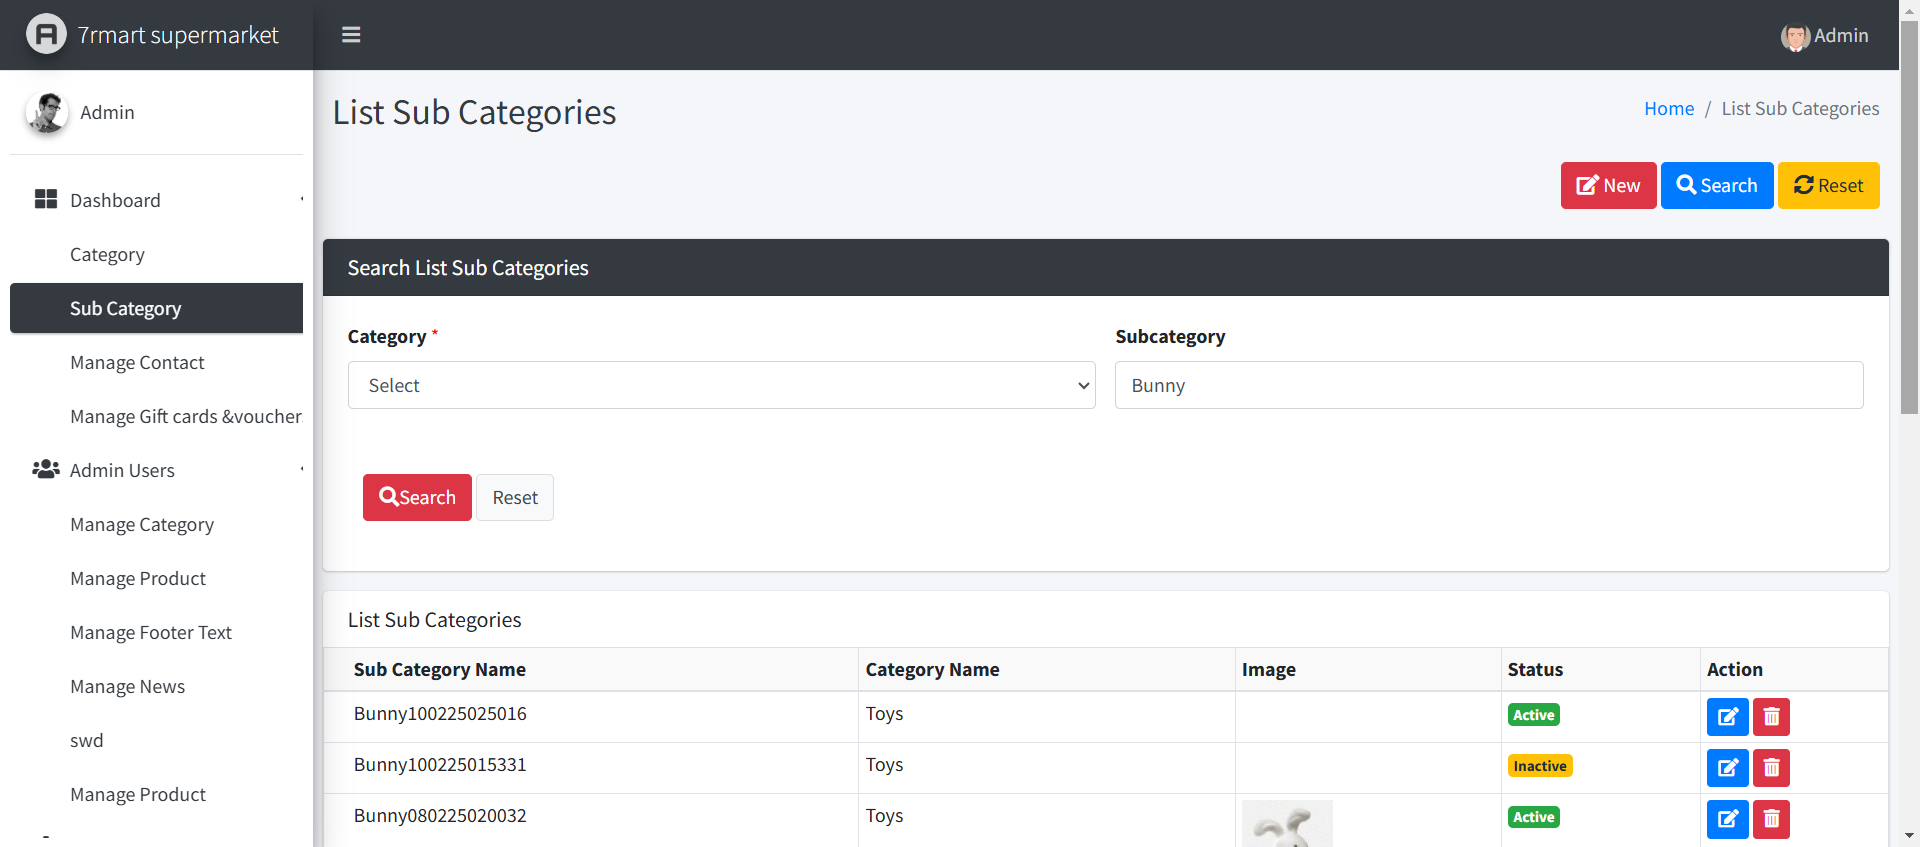 7rmart supermarket
Admin
Admin
List Sub Categories
Home / List Sub Categories
New
Search
Reset
Dashboard
Category
Sub Category
Manage Contact
Manage Gift cards &voucher
Admin Users
Manage Category
Manage Product
Manage Footer Text
Manage News
swd
Manage Product
Search List Sub Categories
Category * Subcategory
Select Bunny
Search Reset
List Sub Categories
Sub Category Name Category Name Image Status Action
Bunny100225025016 Toys Active
Bunny100225015331 Toys Inactive
Bunny080225020032 Toys Active